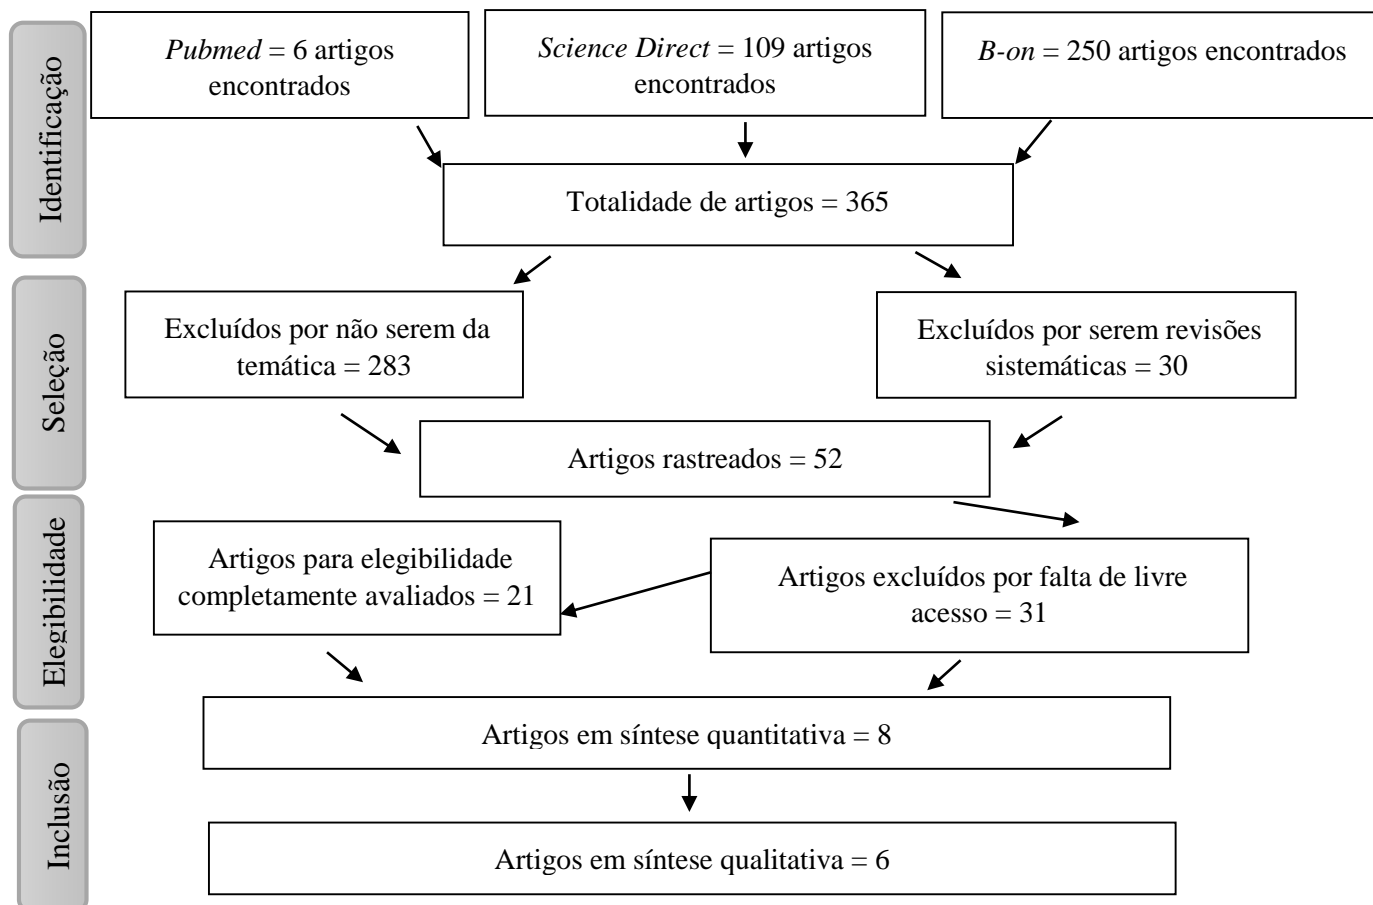 Identificação
Pubmed = 6 artigos
encontrados
Science Direct = 109 artigos
encontrados
B-on = 250 artigos encontrados
Totalidade de artigos = 365
Seleção
Excluídos por não serem da
temática = 283
Excluídos por serem revisões
sistemáticas = 30
Artigos rastreados = 52
Elegibilidade
Artigos para elegibilidade
completamente avaliados = 21
Artigos excluídos por falta de livre
acesso = 31
Inclusão
Artigos em síntese quantitativa = 8
Artigos em síntese qualitativa = 6